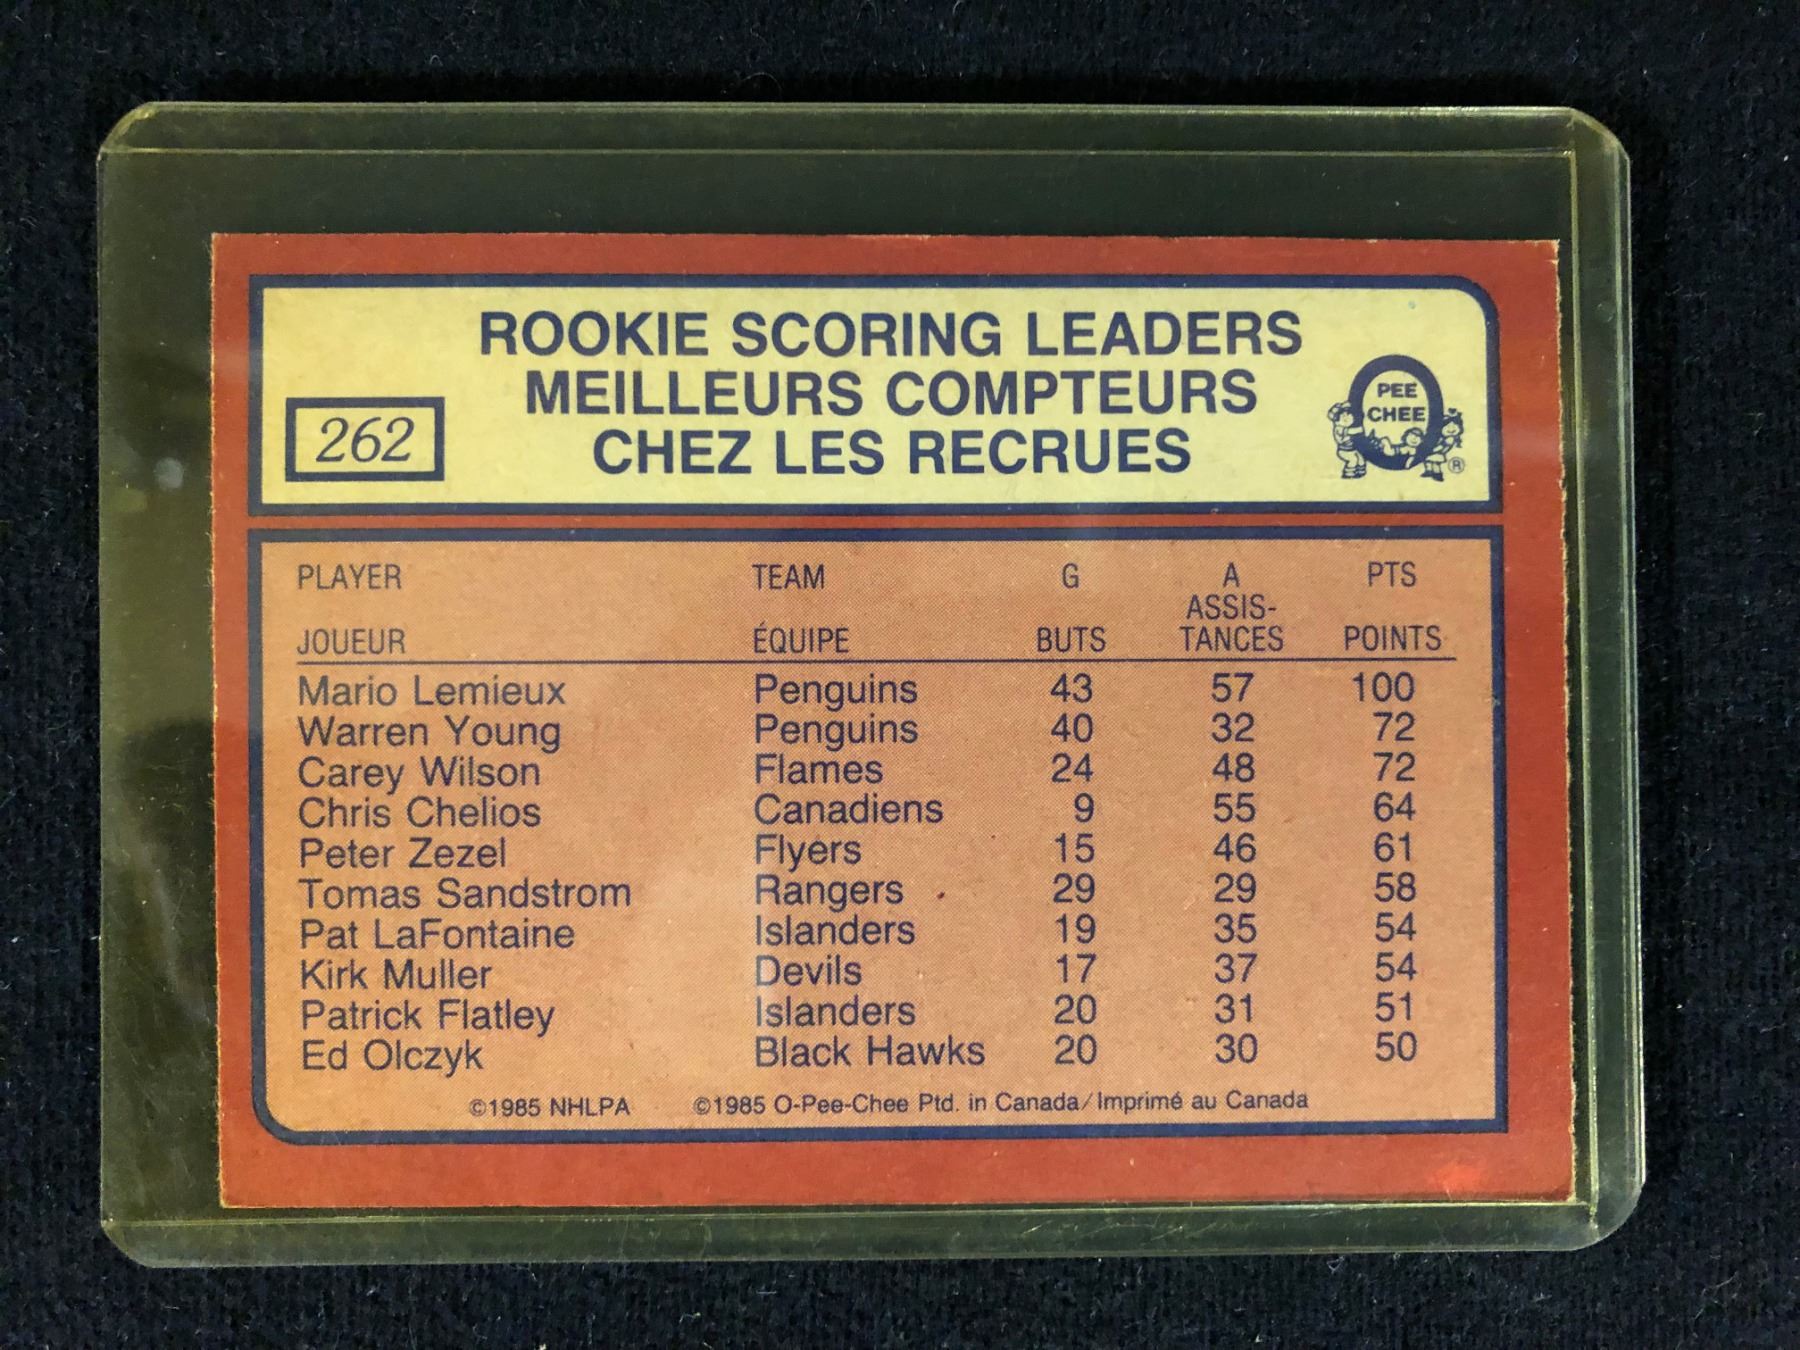 ROOKIE SCORING LEADERS
MEILLEURS COMPTEURS
CHEZ LES RECRUES
262
PEE
CHEE
®
PLAYER TEAM G A PTS
JOUEUR ÉQUIPE BUTS ASSIS-TANCES POINTS
Mario Lemieux Penguins 43 57 100
Warren Young Penguins 40 32 72
Carey Wilson Flames 24 48 72
Chris Chelios Canadiens 9 55 64
Peter Zezel Flyers 15 46 61
Tomas Sandstrom Rangers 29 29 58
Pat LaFontaine Islanders 19 35 54
Kirk Muller Devils 17 37 54
Patrick Flatley Islanders 20 31 51
Ed Olczyk Black Hawks 20 30 50
©1985 NHLPA ©1985 O-Pee-Chee Ptd. in Canada/Imprimé au Canada